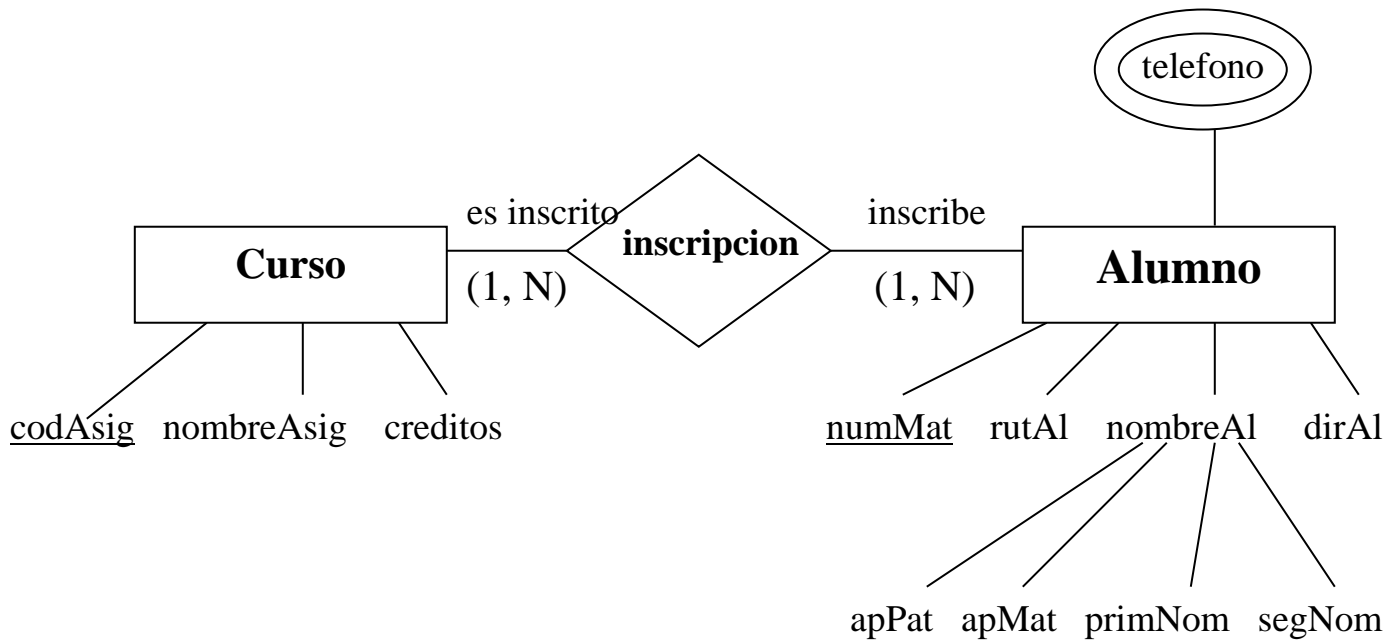 telefono
es inscrito
inscripcion
inscribe
Curso
Alumno
(1, N)
(1, N)
codAsig nombreAsig creditos
numMat rutAl nombreAl dirAl
apPat apMat primNom segNom